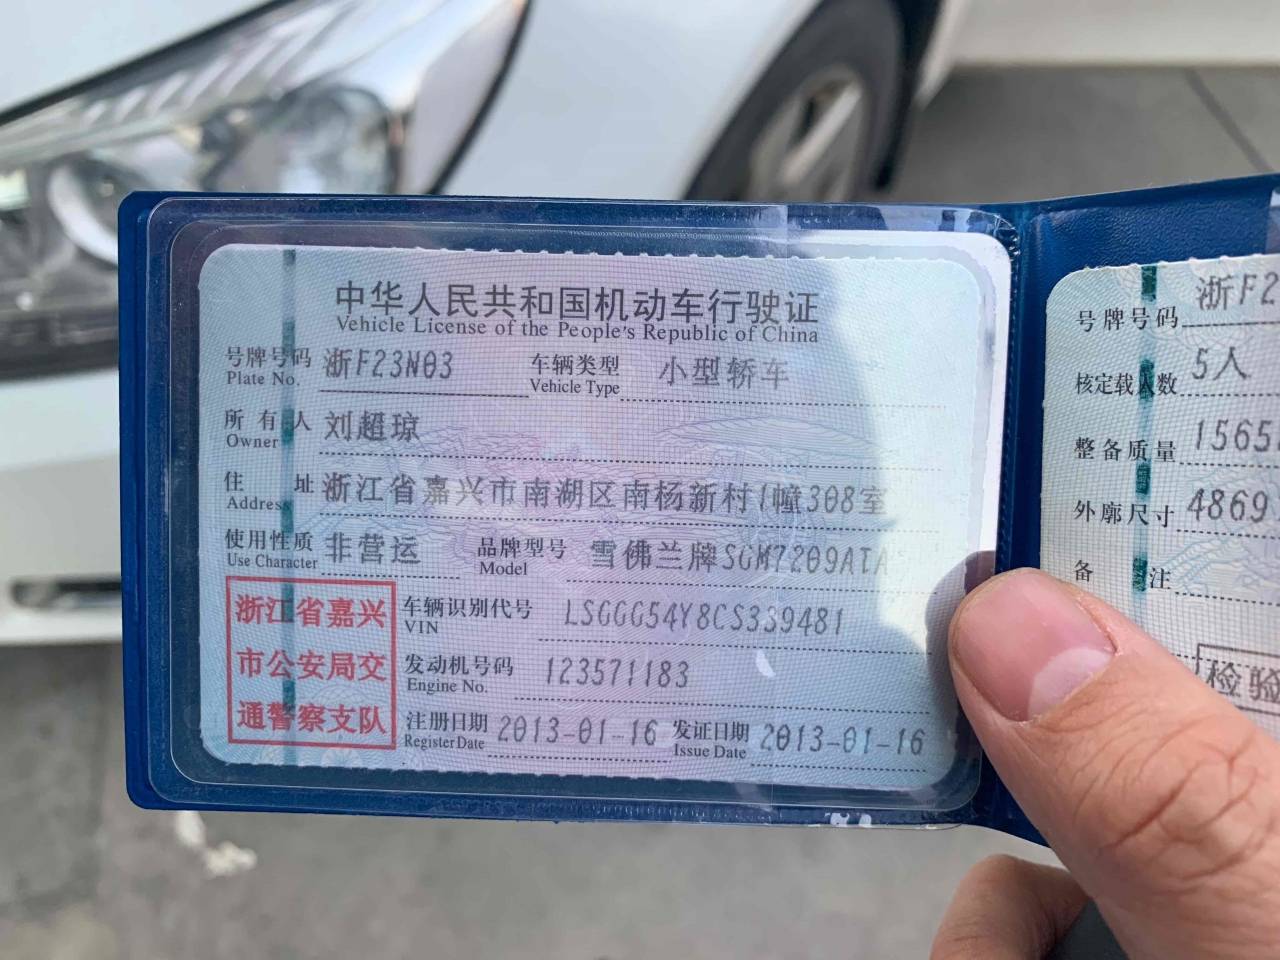 中华人民共和国机动车行驶证
Vehicle License of the People's Republic of China
号牌号码 浙F23N03 车辆类型 小型轿车
Plate No. Vehicle Type
所有人 刘超琼
Owner
住址 浙江省嘉兴市南湖区南杨新村1幢308室
Address
使用性质 非营运 品牌型号 雪佛兰牌SGM7209ATA
Use Character Model
浙江省嘉兴
市公安局交
通警察支队
车辆识别代号 LSGGG54Y8CS339481
VIN
发动机号码 123571183
Engine No.
注册日期 2013-01-16 发证日期 2013-01-16
Register Date Issue Date
号牌号码 浙F2
核定载人数 5人
整备质量 1565
外廓尺寸 4869
备注
检验